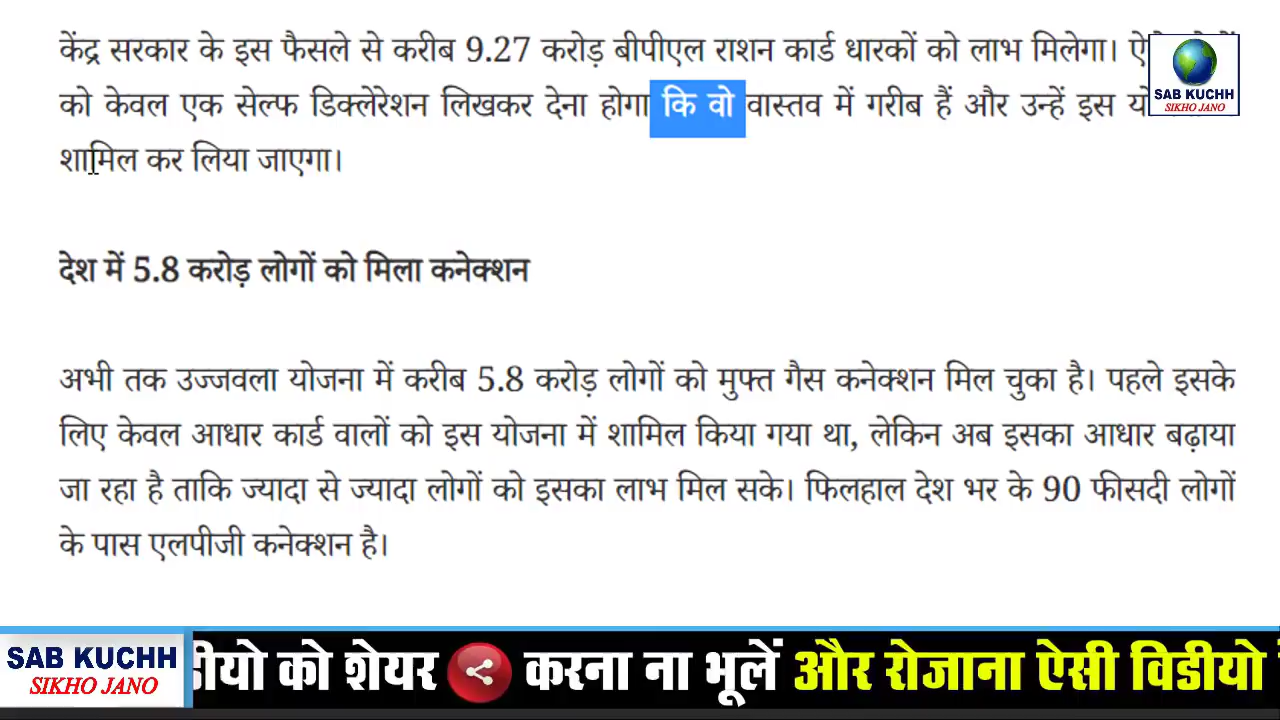 केंद्र सरकार के इस फैसले से करीब 9.27 करोड़ बीपीएल राशन कार्ड धारकों को लाभ मिलेगा।
को केवल एक सेल्फ डिक्लेरेशन लिखकर देना होगा कि वो वास्तव में गरीब हैं और उन्हें इस
शामिल कर लिया जाएगा।
SAB KUCHH
SIKHO JANO
देश में 5.8 करोड़ लोगों को मिला कनेक्शन
अभी तक उज्जवला योजना में करीब 5.8 करोड़ लोगों को मुफ्त गैस कनेक्शन मिल चुका है। पहले इसके
लिए केवल आधार कार्ड वालों को इस योजना में शामिल किया गया था, लेकिन अब इसका आधार बढ़ाया
जा रहा है ताकि ज्यादा से ज्यादा लोगों को इसका लाभ मिल सके। फिलहाल देश भर के 90 फीसदी लोगों
के पास एलपीजी कनेक्शन है।
SAB KUCHH
SIKHO JANO
को शेयर करना ना भूलें और रोजाना ऐसी विडीयो